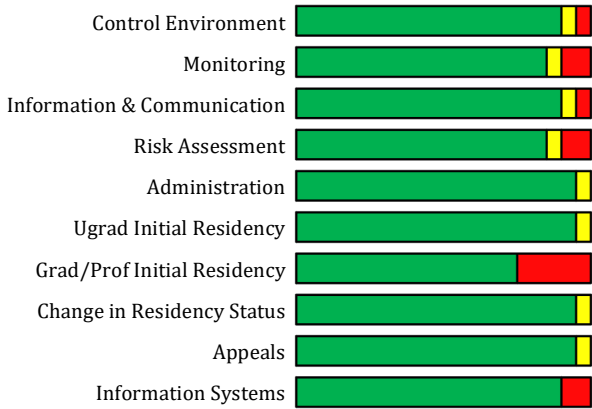 Control Environment
Monitoring
Information & Communication
Risk Assessment
Administration
Ugrad Initial Residency
Grad/Prof Initial Residency
Change in Residency Status
Appeals
Information Systems